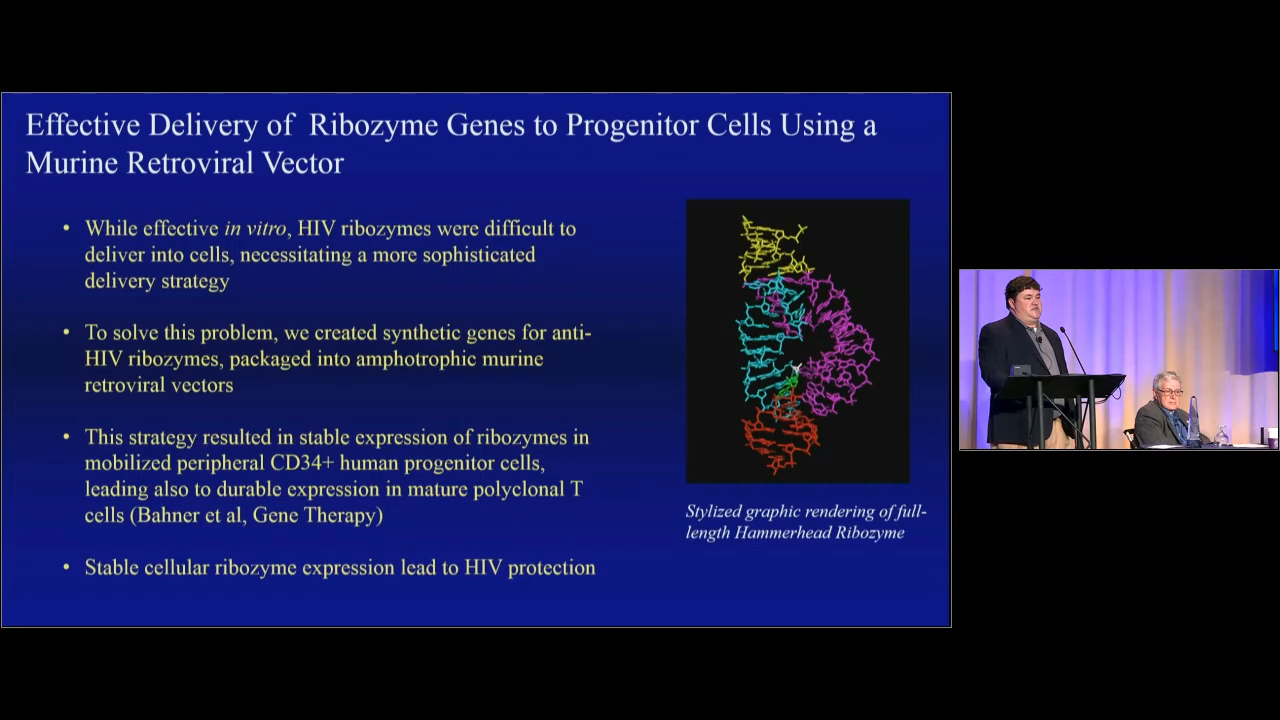 Effective Delivery of Ribozyme Genes to Progenitor Cells Using a
Murine Retroviral Vector
• While effective in vitro, HIV ribozymes were difficult to
deliver into cells, necessitating a more sophisticated
delivery strategy
• To solve this problem, we created synthetic genes for anti-
HIV ribozymes, packaged into amphotrophic murine
retroviral vectors
• This strategy resulted in stable expression of ribozymes in
mobilized peripheral CD34+ human progenitor cells,
leading also to durable expression in mature polyclonal T
cells (Bahner et al, Gene Therapy)
• Stable cellular ribozyme expression lead to HIV protection
Stylized graphic rendering of full-
length Hammerhead Ribozyme